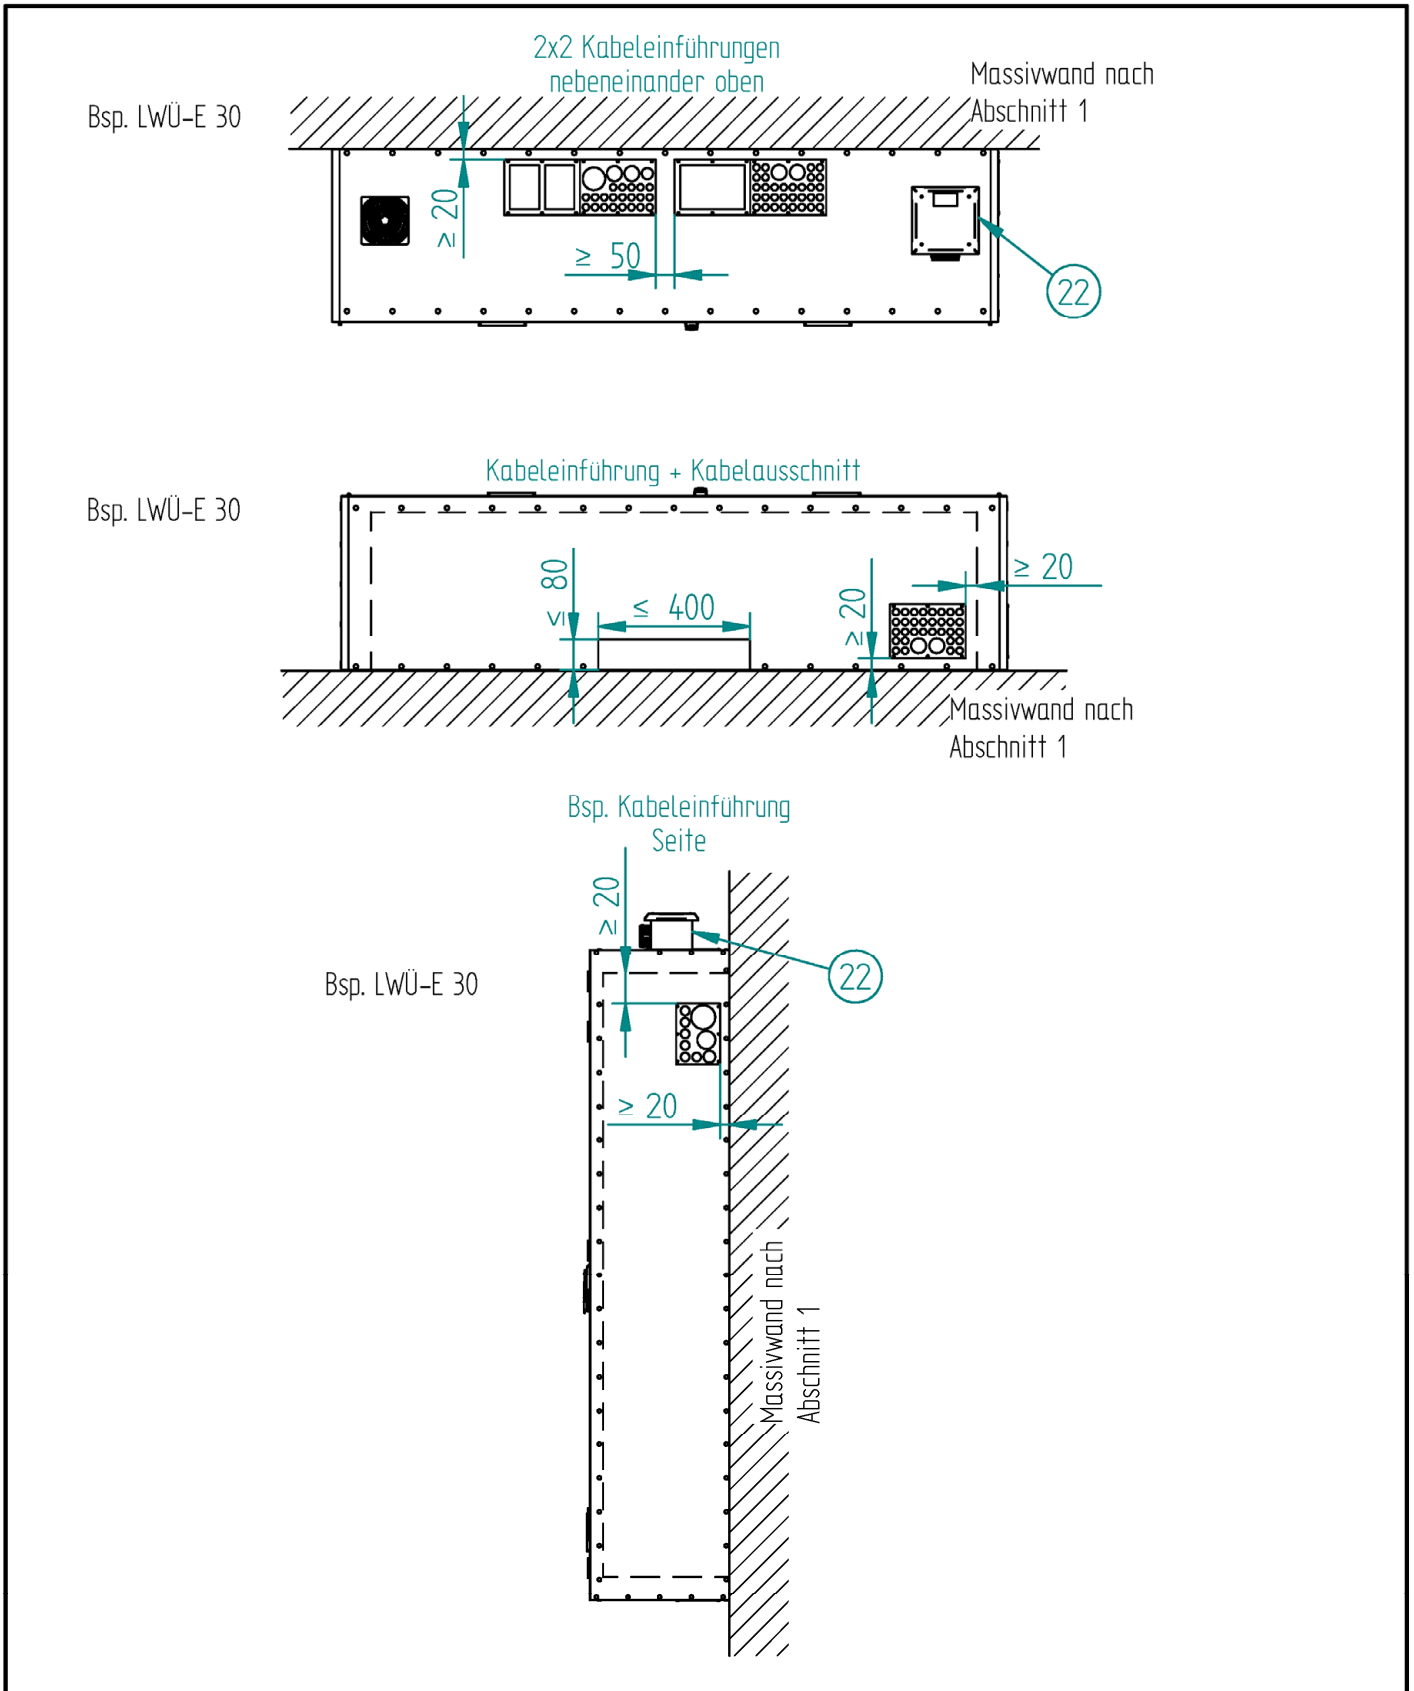 2x2 Kabeleinführungen
nebeneinander oben
Massivwand nach
Abschnitt 1
Bsp. LWÜ-E 30
≥ 20
≥ 50
22
Kabeleinführung + Kabelausschnitt
Bsp. LWÜ-E 30
≤ 80
≤ 400
≥ 20
≥ 20
Massivwand nach
Abschnitt 1
Bsp. Kabeleinführung
Seite
≥ 20
Bsp. LWÜ-E 30
22
≥ 20
Massivwand nach
Abschnitt 1